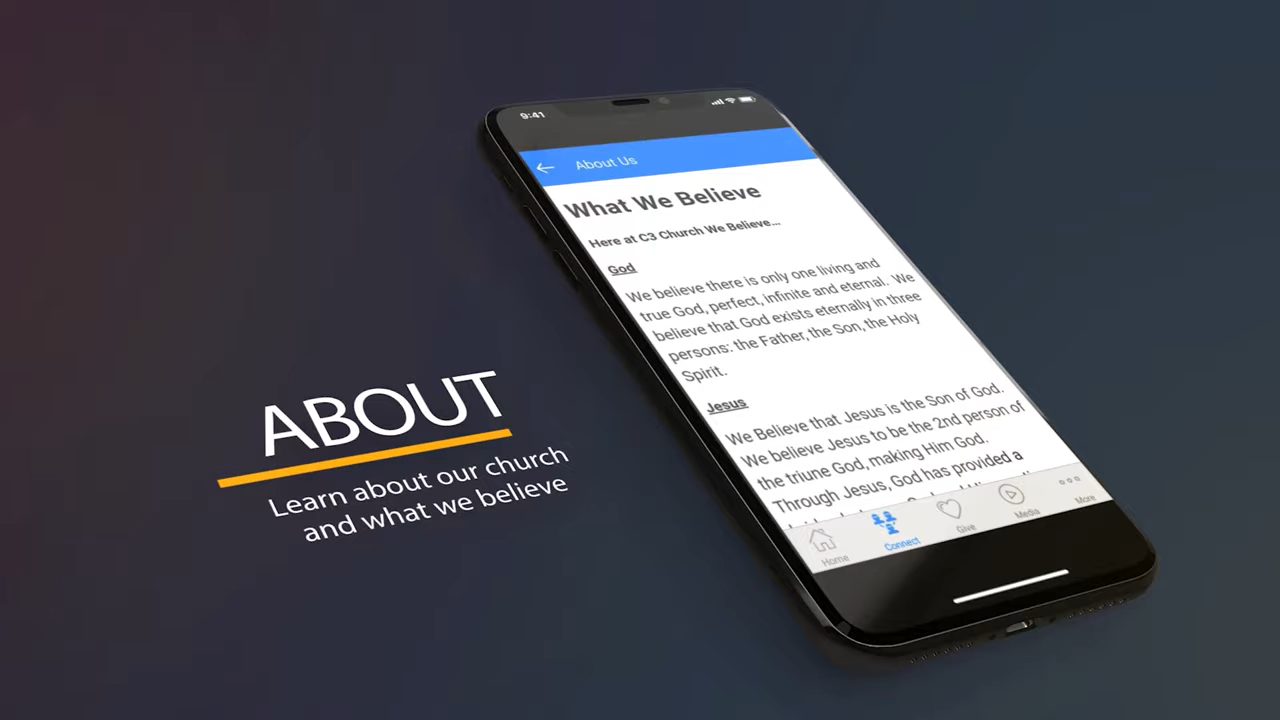 9:41
About Us
What We Believe
Here at C3 Church We Believe...
God
We believe there is only one living and
true God, perfect, infinite and eternal. We
believe that God exists eternally in three
persons: the Father, the Son, the Holy
Spirit.
Jesus
We Believe that Jesus is the Son of God.
We believe Jesus to be the 2nd person of
the triune God, making Him God.
Through Jesus, God has provided a
Home
Connect
Give
Media
More
ABOUT
Learn about our church
and what we believe